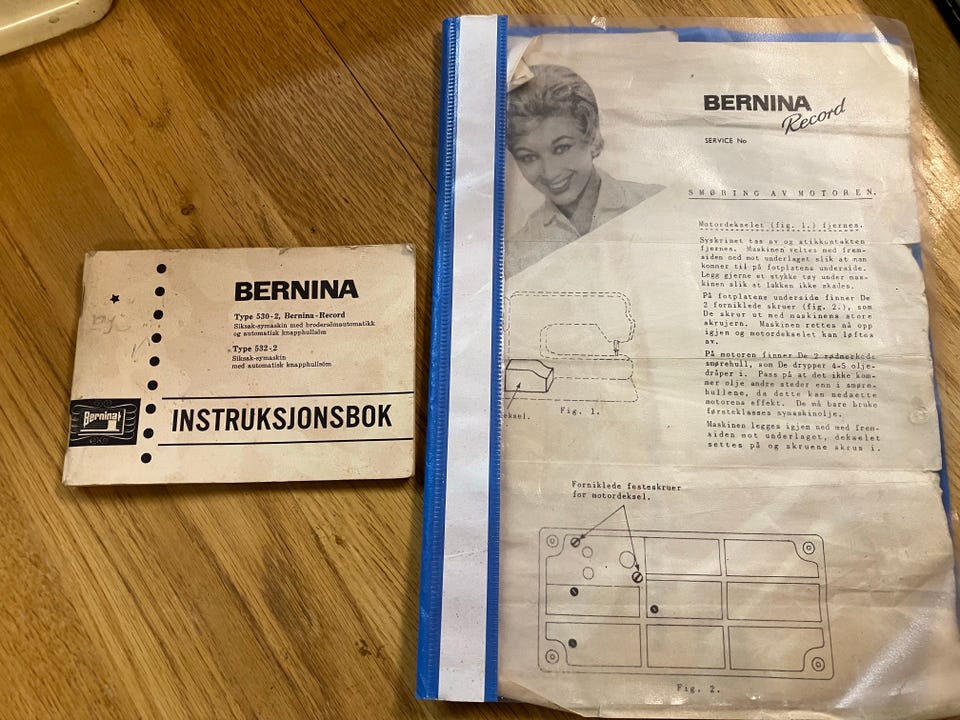 BERNINA
Type 530-2, Bernina-Record
Siksak-symaskin med brodersømautomatikk
og automatisk knapphullsøm
Type 532-2
Siksak-symaskin
med automatisk knapphullsøm
Bernina
INSTRUKSJONSBOK
BERNINA
Record
SERVICE No
SMØRING AV MOTOREN.
Motordekselet (fig. 1.) fjernes.
Syskrinet tas av og stikkontakten
fjernes. Maskinen veltes med frem-
siden ned mot underlaget slik at man
kommer til på fotplatens underside.
Legg gjerne et stykke tøy under mas-
kinen slik at lakken ikke skades.
På fotplatens underside finner De
2 forniklede skruer (fig. 2.), som
De skrur ut med maskinens store
skrujern. Maskinen rettes så opp
igjen og motordekselet kan løftes
av.
På motoren finner De 2 rødmerkede
smørehull, som De drypper 4-5 olje-
dråper i. Pass på at det ikke kom-
mer olje andre steder enn i smøre-
hullene, da dette kan nedsette
motorens effekt. De må bare bruke
førsteklasses symaskinolje.
Maskinen legges igjen ned med frem-
siden mot underlaget, dekselet
settes på og skruene skrus i.
eksel.
Fig. 1.
Forniklede festeskruer
for motordeksel.
Fig. 2.